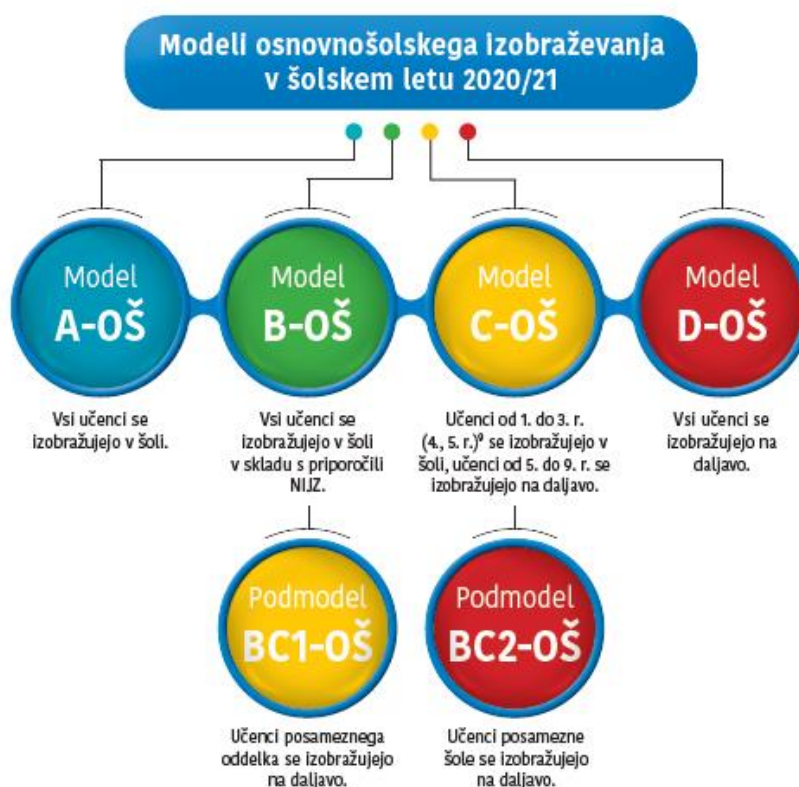 Modeli osnovnošolskega izobraževanja
v šolskem letu 2020/21
Model
A-OŠ
Model
B-OŠ
Model
C-OŠ
Model
D-OŠ
Vsi učenci se
izobražujejo v šoli.
Vsi učenci se
izobražujejo v šoli
v skladu s priporočili
NIJZ.
Učenci od 1. do 3. r.
(4., 5. r.)⁹ se izobražujejo v
šoli, učenci od 5. do 9. r. se
izobražujejo na daljavo.
Vsi učenci se
izobražujejo na
daljavo.
Podmodel
BC1-OŠ
Podmodel
BC2-OŠ
Učenci posameznega
oddelka se izobražujejo
na daljavo.
Učenci posamezne
šole se izobražujejo
na daljavo.